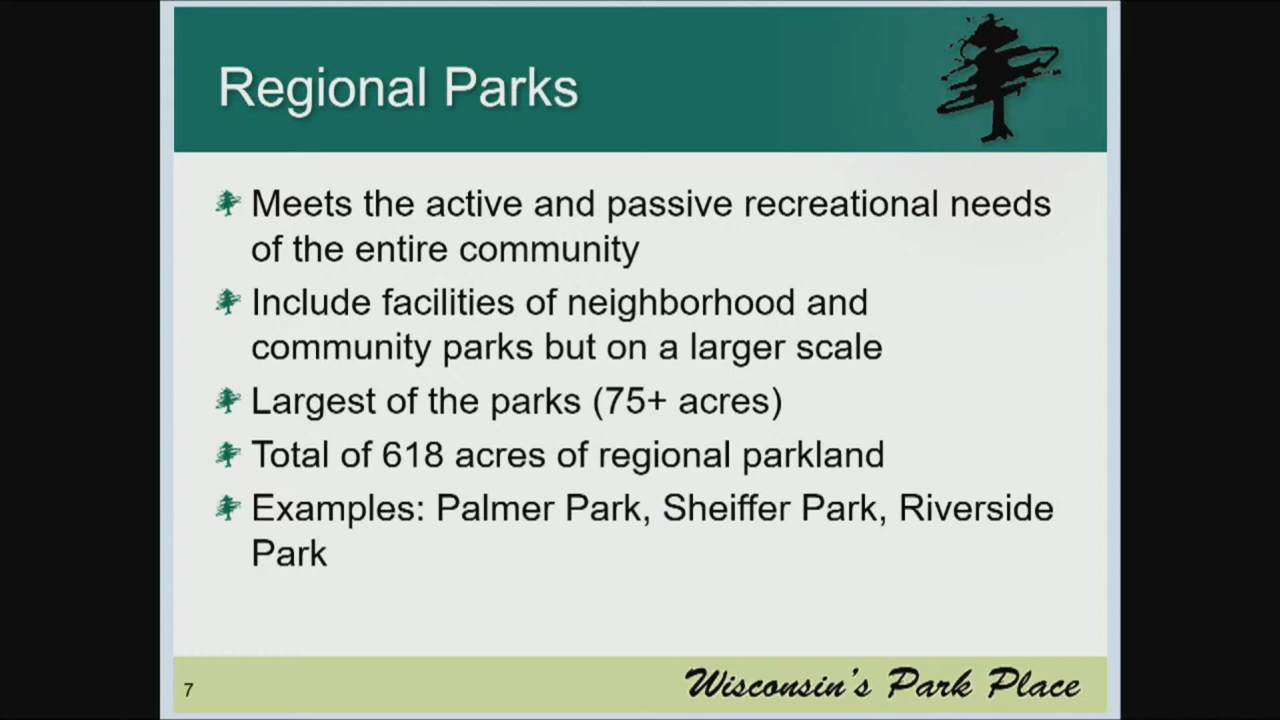 Regional Parks
Meets the active and passive recreational needs
of the entire community
Include facilities of neighborhood and
community parks but on a larger scale
Largest of the parks (75+ acres)
Total of 618 acres of regional parkland
Examples: Palmer Park, Sheiffer Park, Riverside
Park
7
Wisconsin's Park Place